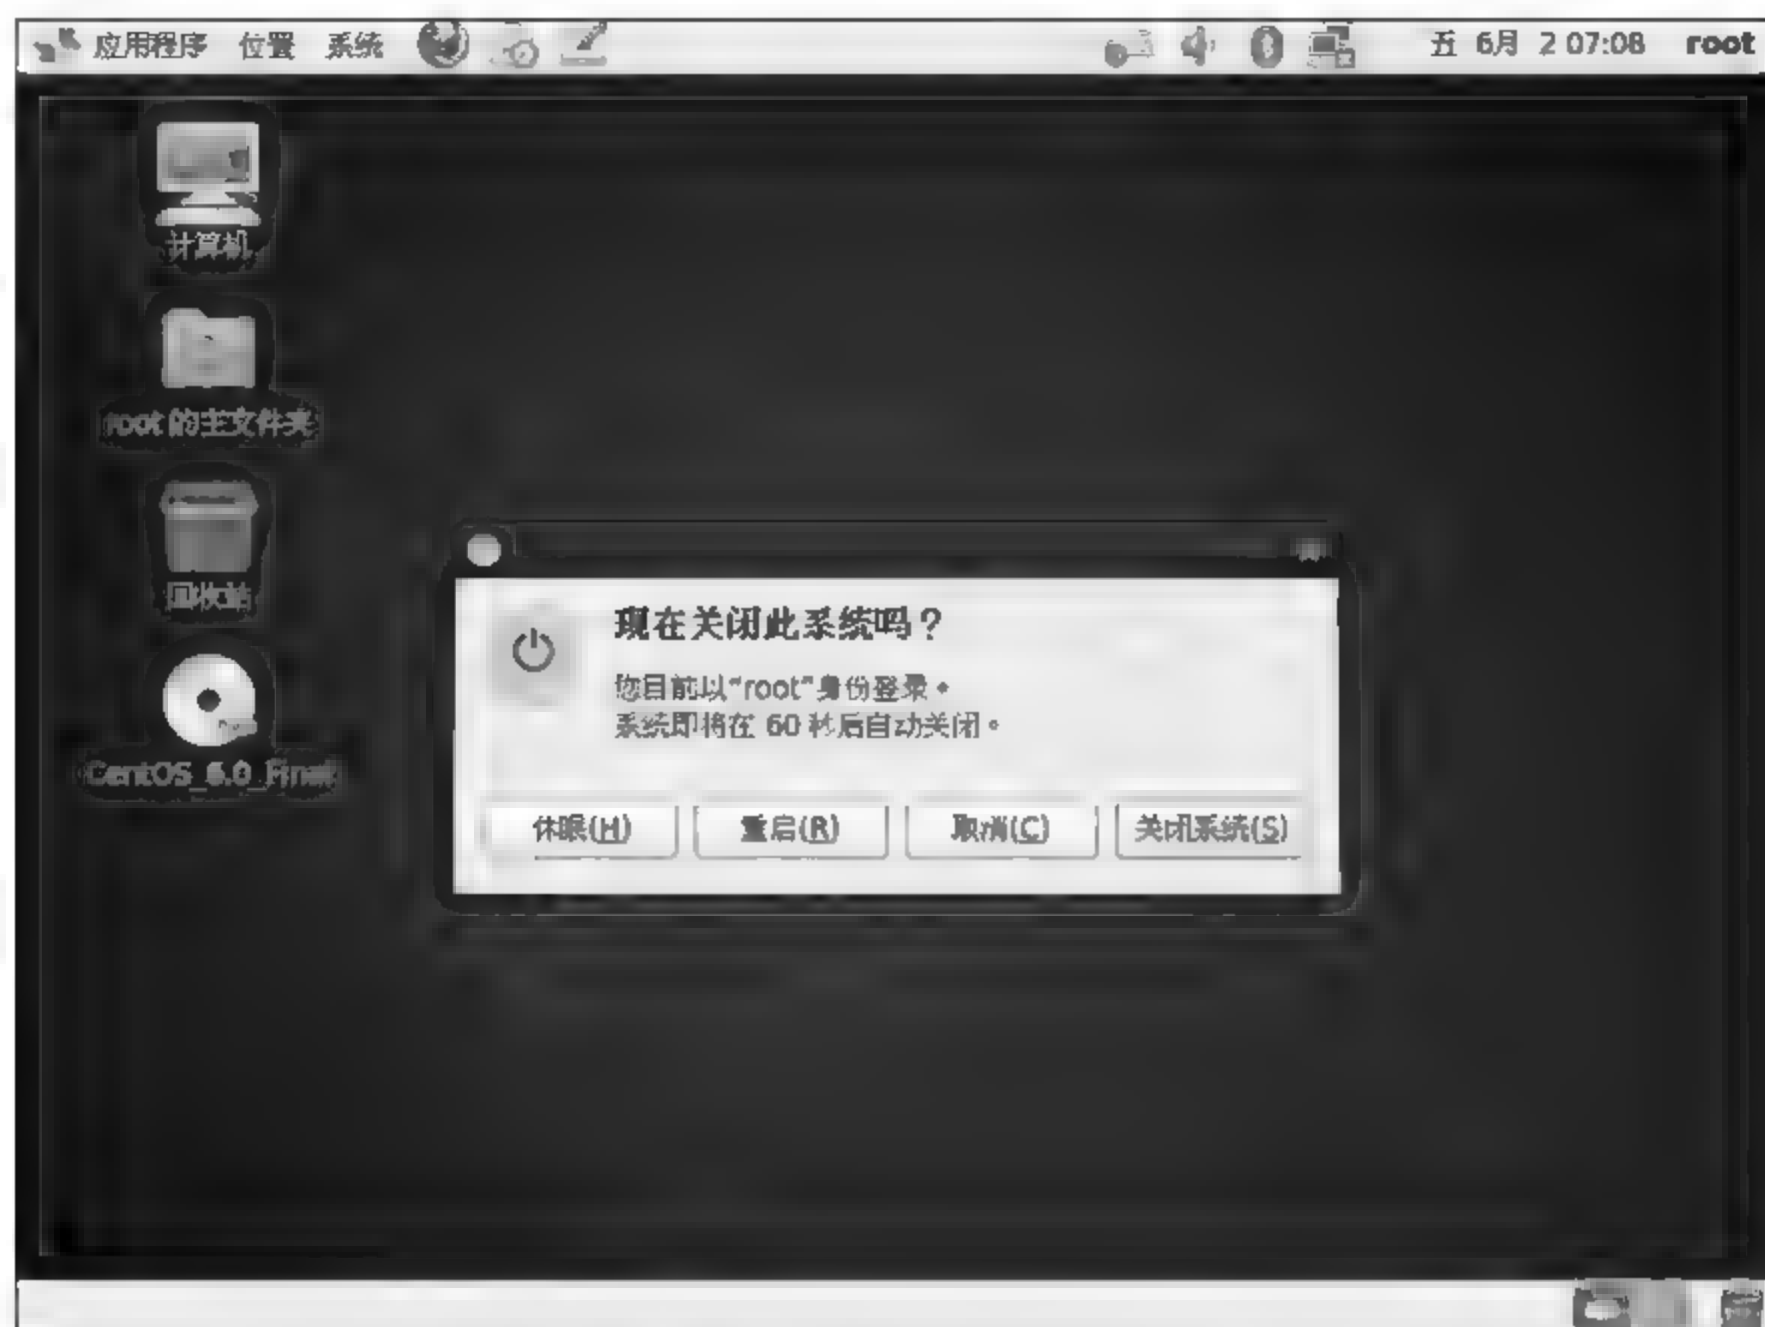 应用程序 位置 系统 五 6月 2 07:08 root
计算机
root 的主文件夹
回收站
CentOS_6.0_Final
现在关闭此系统吗？
您目前以“root”身份登录。
系统即将在 60 秒后自动关闭。
休眠(H) 重启(R) 取消(C) 关闭系统(S)